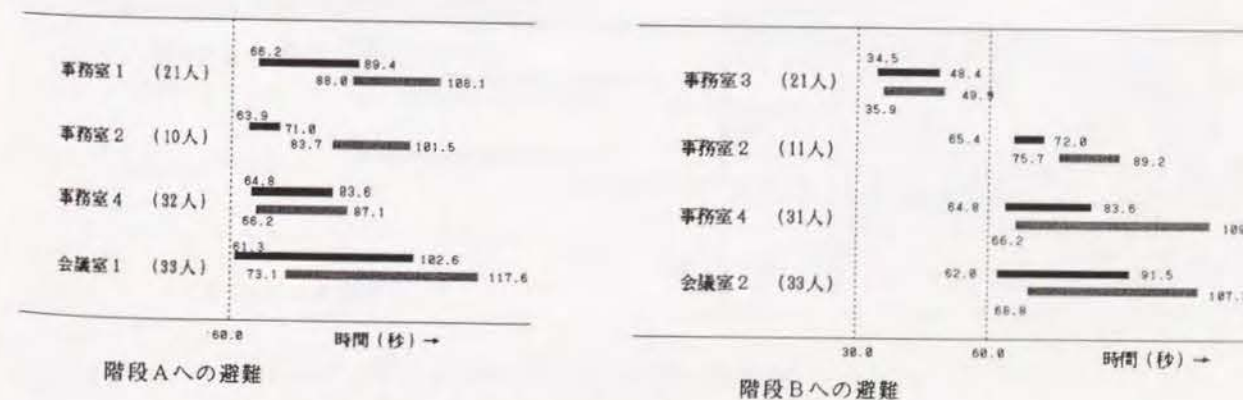 66.2
事務室1 (21人) 89.4
88.0 108.1
63.9
事務室2 (10人) 71.0
83.7 101.5
64.8
事務室4 (32人) 83.6
66.2 87.1
61.3
会議室1 (33人) 102.6
73.1 117.6
60.0 時間(秒)→
階段Aへの避難
34.5
事務室3 (21人) 48.4
49.9
35.9
65.4 72.0
事務室2 (11人) 75.7 89.2
64.8 83.6
事務室4 (31人)
66.2
62.0 91.5
会議室2 (33人)
68.8
30.0 60.0 時間(秒)→
階段Bへの避難